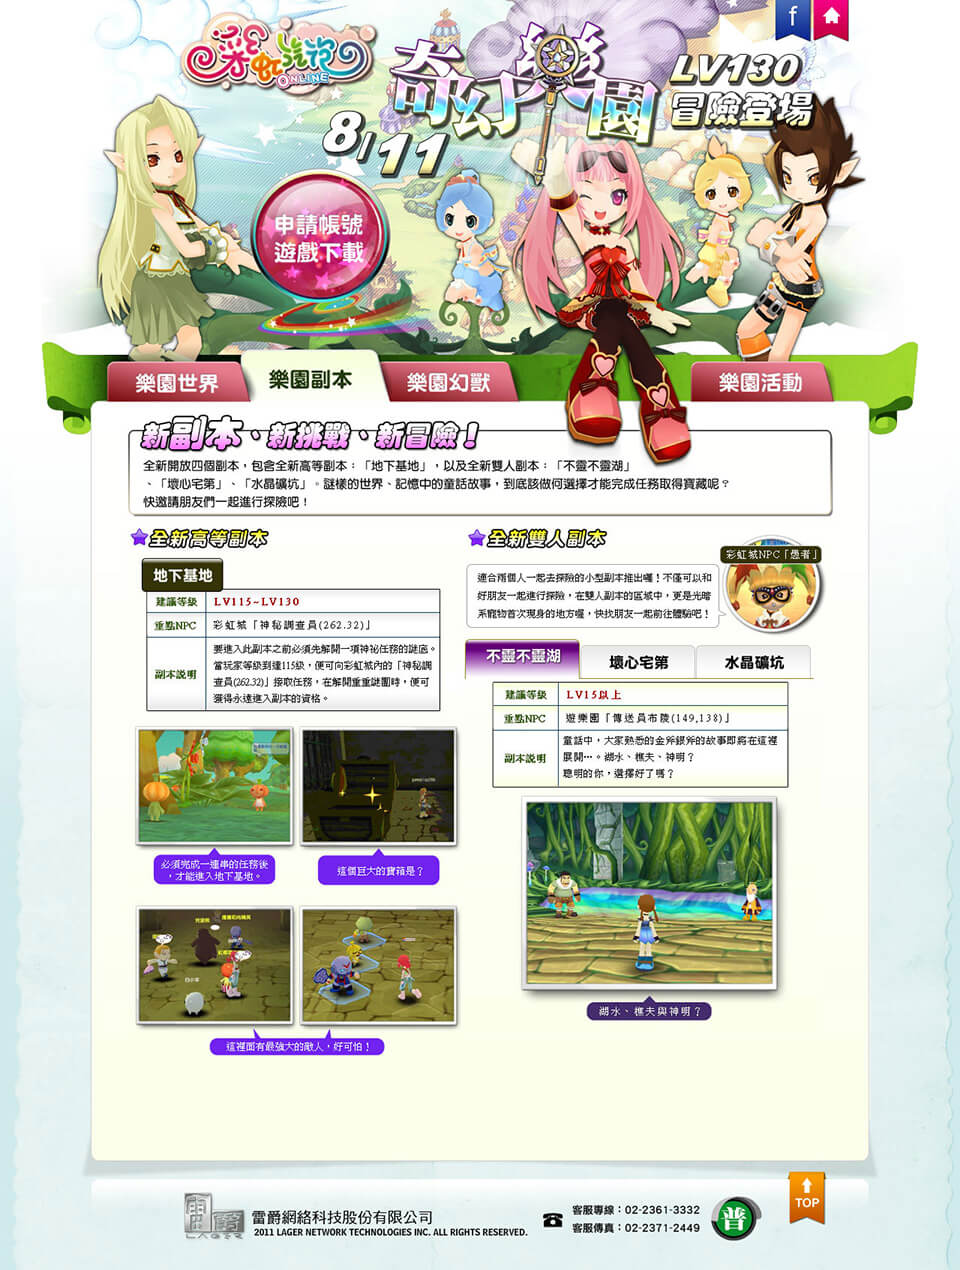 f
彩虹汽泡
ONLINE
奇幻樂園
LV130
冒險登場
8/11
申請帳號
遊戲下載
樂園世界
樂園副本
樂園幻獸
樂園活動
新副本、新挑戰、新冒險！
全新開放四個副本，包含全新高等副本：「地下基地」，以及全新雙人副本：「不靈不靈湖」
、「壞心宅第」、「水晶礦坑」。謎樣的世界、記憶中的童話故事，到底該做何選擇才能完成任務取得寶藏呢？
快邀請朋友們一起進行探險吧！
全新高等副本
地下基地
建議等級 LV115~LV130
重點NPC 彩虹城「神秘調查員(262.32)」
副本說明
要進入此副本之前必須先解開一項神祕任務的謎底。
當玩家等級到達115級，便可向彩虹城內的「神秘調
查員(262.32)」接取任務，在解開重重謎團時，便可
獲得永遠進入副本的資格。
必須完成一連串的任務後
，才能進入地下基地。
這個巨大的寶箱是？
這裡面有最強大的敵人，好可怕！
全新雙人副本
彩虹城NPC「愚者」
連合兩個人一起去探險的小型副本推出囉！不僅可以和
好朋友一起進行探險，在雙人副本的區域中，更是光暗
系寵物首次現身的地方喔，快找朋友一起前往體驗吧！
不靈不靈湖
壞心宅第
水晶礦坑
建議等級 LV15以上
重點NPC 遊樂園「傳送員布陵(149,138)」
副本說明
童話中，大家熟悉的金斧銀斧的故事即將在這裡
展開…。湖水、樵夫、神明？
聰明的你，選擇好了嗎？
湖水、樵夫與神明？
雷爵網絡科技股份有限公司
2011 LAGER NETWORK TECHNOLOGIES INC. ALL RIGHTS RESERVED.
客服專線：02-2361-3332
客服傳真：02-2371-2449
普
TOP